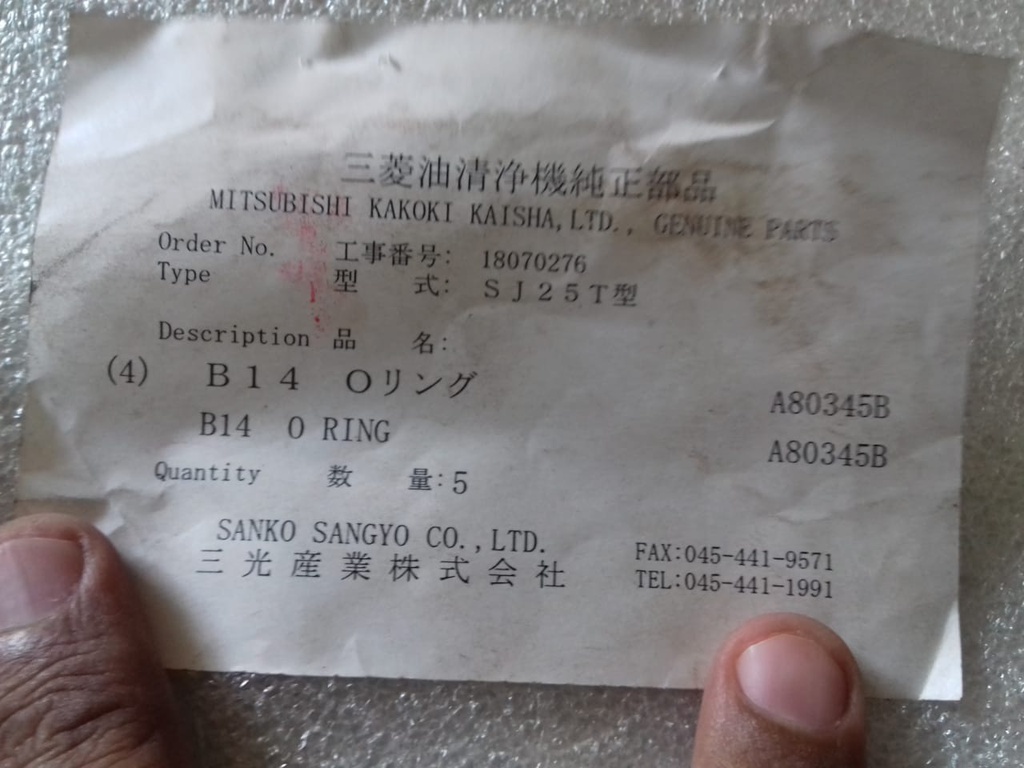 三菱油清浄機純正部品
MITSUBISHI KAKOKI KAISHA,LTD., GENUINE PARTS
Order No. 工事番号: 18070276
Type 型 式: ＳＪ２５Ｔ型
Description 品 名:
(4) Ｂ１４ Ｏリング A80345B
B14 O RING A80345B
Quantity 数 量:5
SANKO SANGYO CO.,LTD. FAX:045-441-9571
三光産業株式会社 TEL:045-441-1991